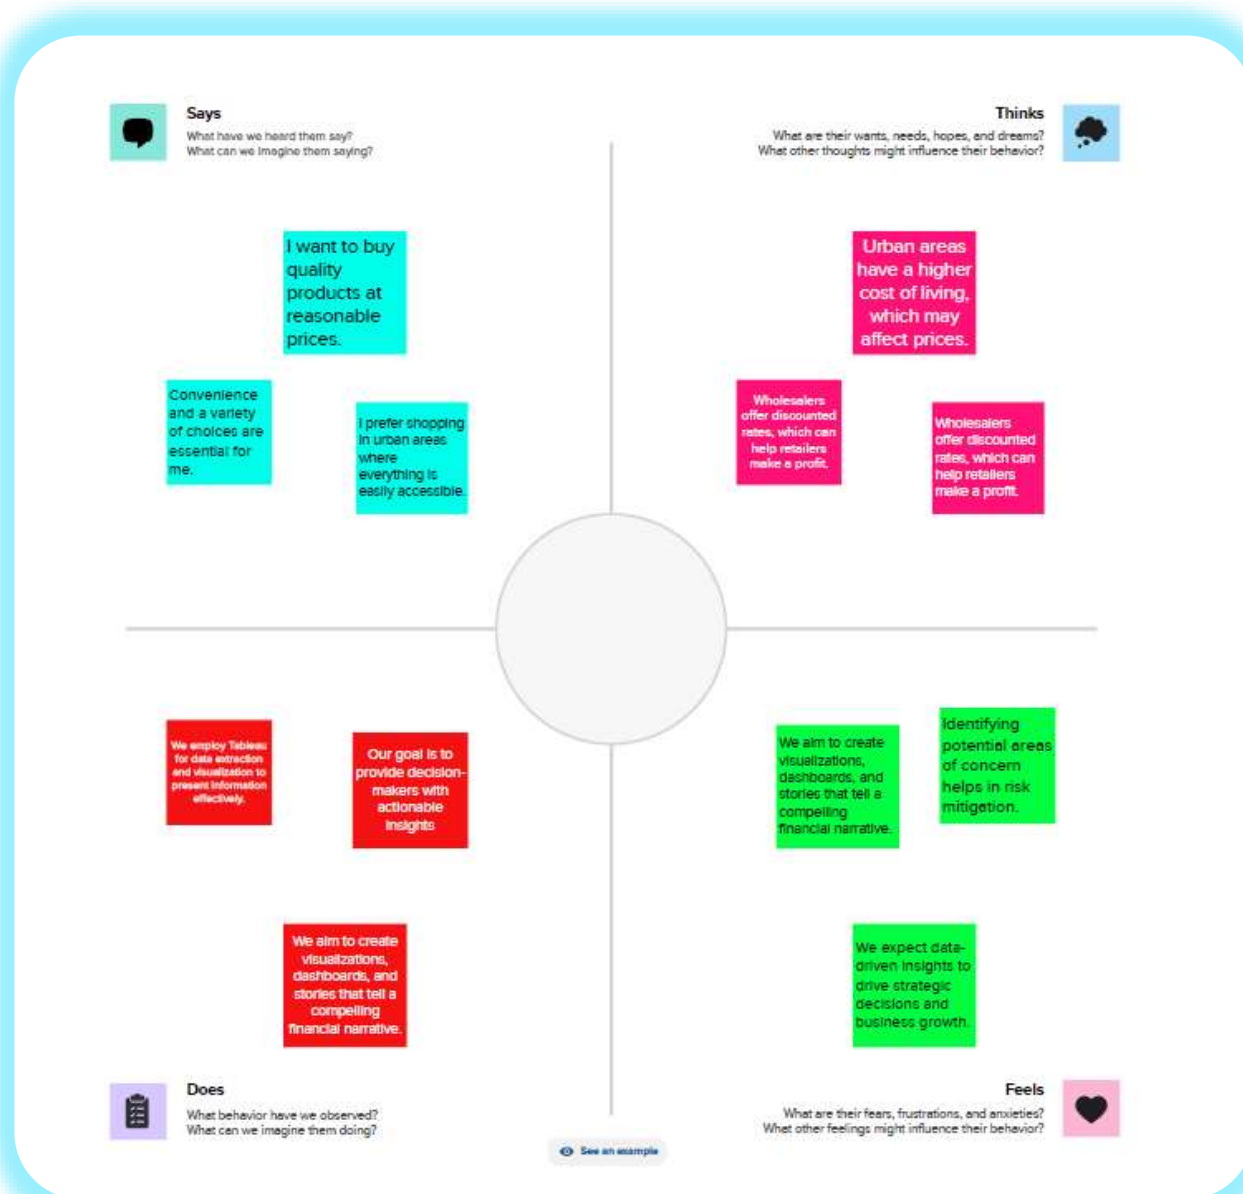 Says
What have we heard them say?
What can we imagine them saying?
I want to buy
quality
products at
reasonable
prices.
Convenience
and a variety
of choices are
essential for
me.
I prefer shopping
in urban areas
where
everything is
easily accessible.
Thinks
What are their wants, needs, hopes, and dreams?
What other thoughts might influence their behavior?
Urban areas
have a higher
cost of living,
which may
affect prices.
Wholesalers
offer discounted
rates, which can
help retailers
make a profit.
Wholesalers
offer discounted
rates, which can
help retailers
make a profit.
We employ Tableau
for data extraction
and visualization to
present information
effectively.
Our goal is to
provide decision-
makers with
actionable
insights
We aim to create
visualizations,
dashboards, and
stories that tell a
compelling
financial narrative.
Does
What behavior have we observed?
What can we imagine them doing?
We aim to create
visualizations,
dashboards, and
stories that tell a
compelling
financial narrative.
Identifying
potential areas
of concern
helps in risk
mitigation.
We expect data-
driven insights to
drive strategic
decisions and
business growth.
Feels
What are their fears, frustrations, and anxieties?
What other feelings might influence their behavior?
See an example